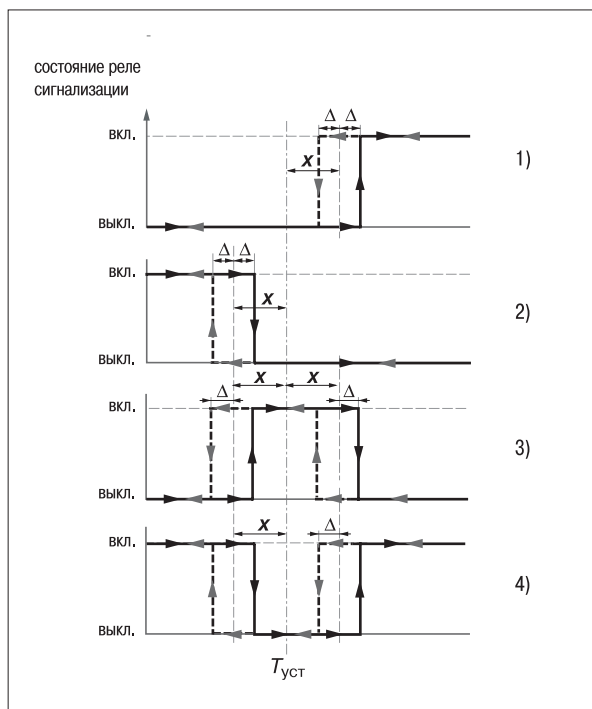 состояние реле
сигнализации
Δ Δ
ВКЛ.
X
1)
ВЫКЛ.
Δ Δ
ВКЛ.
X
2)
ВЫКЛ.
X X
Δ Δ
ВКЛ.
3)
ВЫКЛ.
X Δ
ВКЛ.
4)
ВЫКЛ.
Tуст